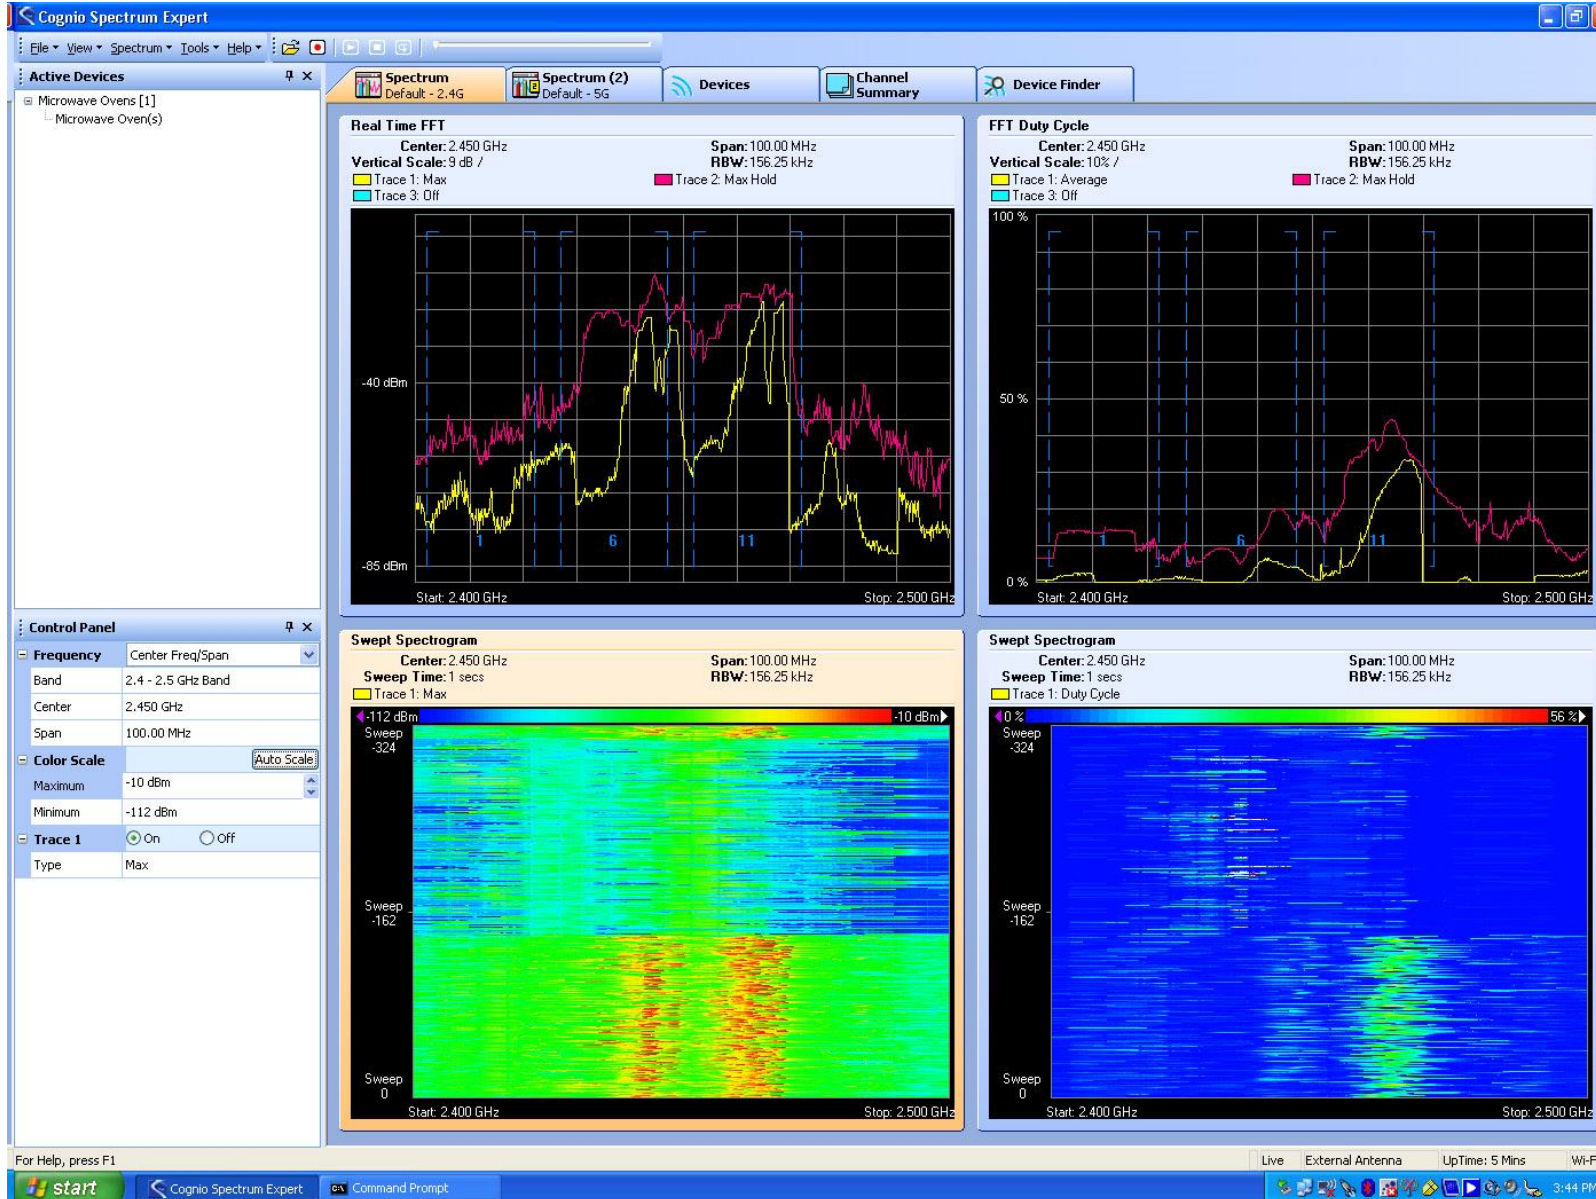 Cognio Spectrum Expert
File View Spectrum Tools Help
Active Devices
Microwave Ovens [1]
Microwave Oven(s)
Spectrum
Default - 2.4G
Spectrum (2)
Default - 5G
Devices
Channel
Summary
Device Finder
Real Time FFT
Center: 2.450 GHz Span: 100.00 MHz
Vertical Scale: 9 dB / RBW: 156.25 kHz
Trace 1: Max Trace 2: Max Hold
Trace 3: Off
-40 dBm
-85 dBm
1 6 11
Start: 2.400 GHz Stop: 2.500 GHz
FFT Duty Cycle
Center: 2.450 GHz Span: 100.00 MHz
Vertical Scale: 10% / RBW: 156.25 kHz
Trace 1: Average Trace 2: Max Hold
Trace 3: Off
100 %
50 %
0 %
1 6 11
Start: 2.400 GHz Stop: 2.500 GHz
Control Panel
Frequency Center Freq/Span
Band 2.4 - 2.5 GHz Band
Center 2.450 GHz
Span 100.00 MHz
Color Scale Auto Scale
Maximum -10 dBm
Minimum -112 dBm
Trace 1 On Off
Type Max
Swept Spectrogram
Center: 2.450 GHz Span: 100.00 MHz
Sweep Time: 1 secs RBW: 156.25 kHz
Trace 1: Max
-112 dBm -10 dBm
Sweep
-324
Sweep
-162
Sweep
0
Start: 2.400 GHz Stop: 2.500 GHz
Swept Spectrogram
Center: 2.450 GHz Span: 100.00 MHz
Sweep Time: 1 secs RBW: 156.25 kHz
Trace 1: Duty Cycle
0 % 56 %
Sweep
-324
Sweep
-162
Sweep
0
Start: 2.400 GHz Stop: 2.500 GHz
For Help, press F1
Live External Antenna UpTime: 5 Mins Wi-F
start Cognio Spectrum Expert Command Prompt 3:44 PM